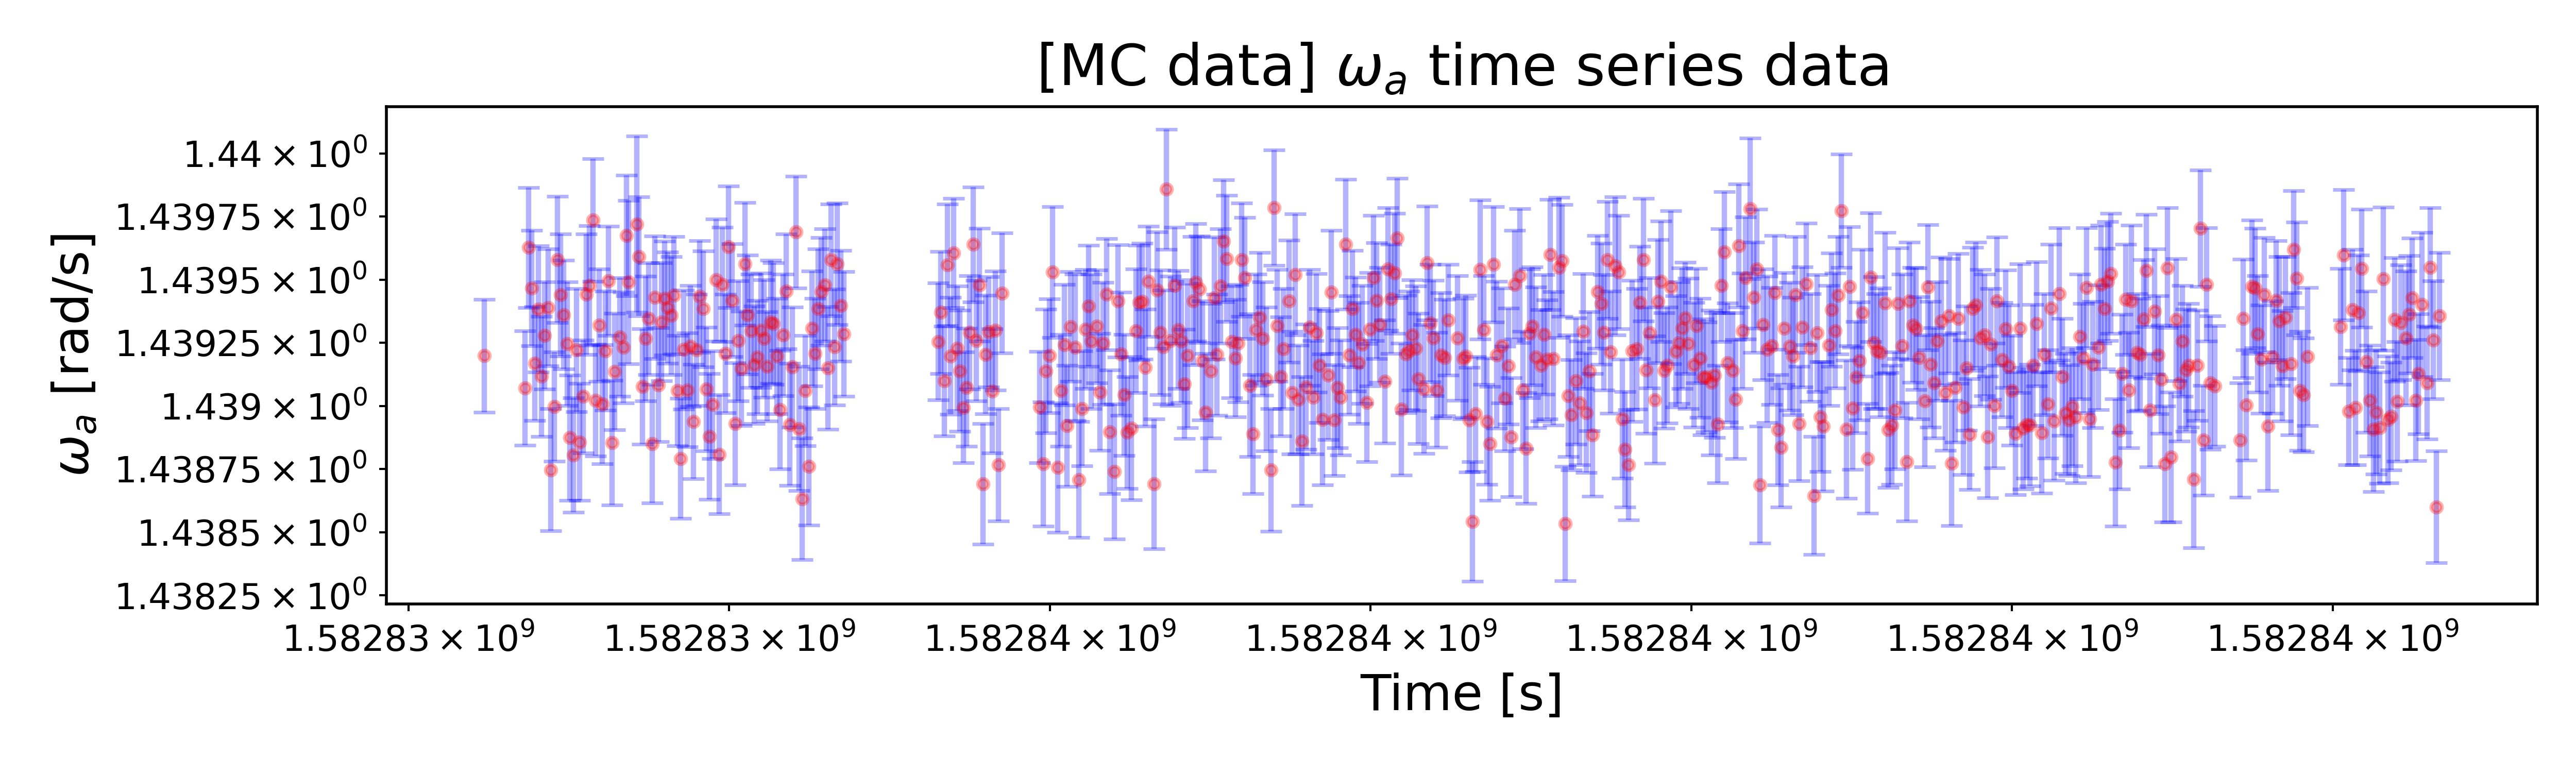 [MC data] ωₐ time series data
ωₐ [rad/s]
1.44 × 10⁰
1.43975 × 10⁰
1.4395 × 10⁰
1.43925 × 10⁰
1.439 × 10⁰
1.43875 × 10⁰
1.4385 × 10⁰
1.43825 × 10⁰
1.58283 × 10⁹ 1.58283 × 10⁹ 1.58284 × 10⁹ 1.58284 × 10⁹ 1.58284 × 10⁹ 1.58284 × 10⁹ 1.58284 × 10⁹
Time [s]